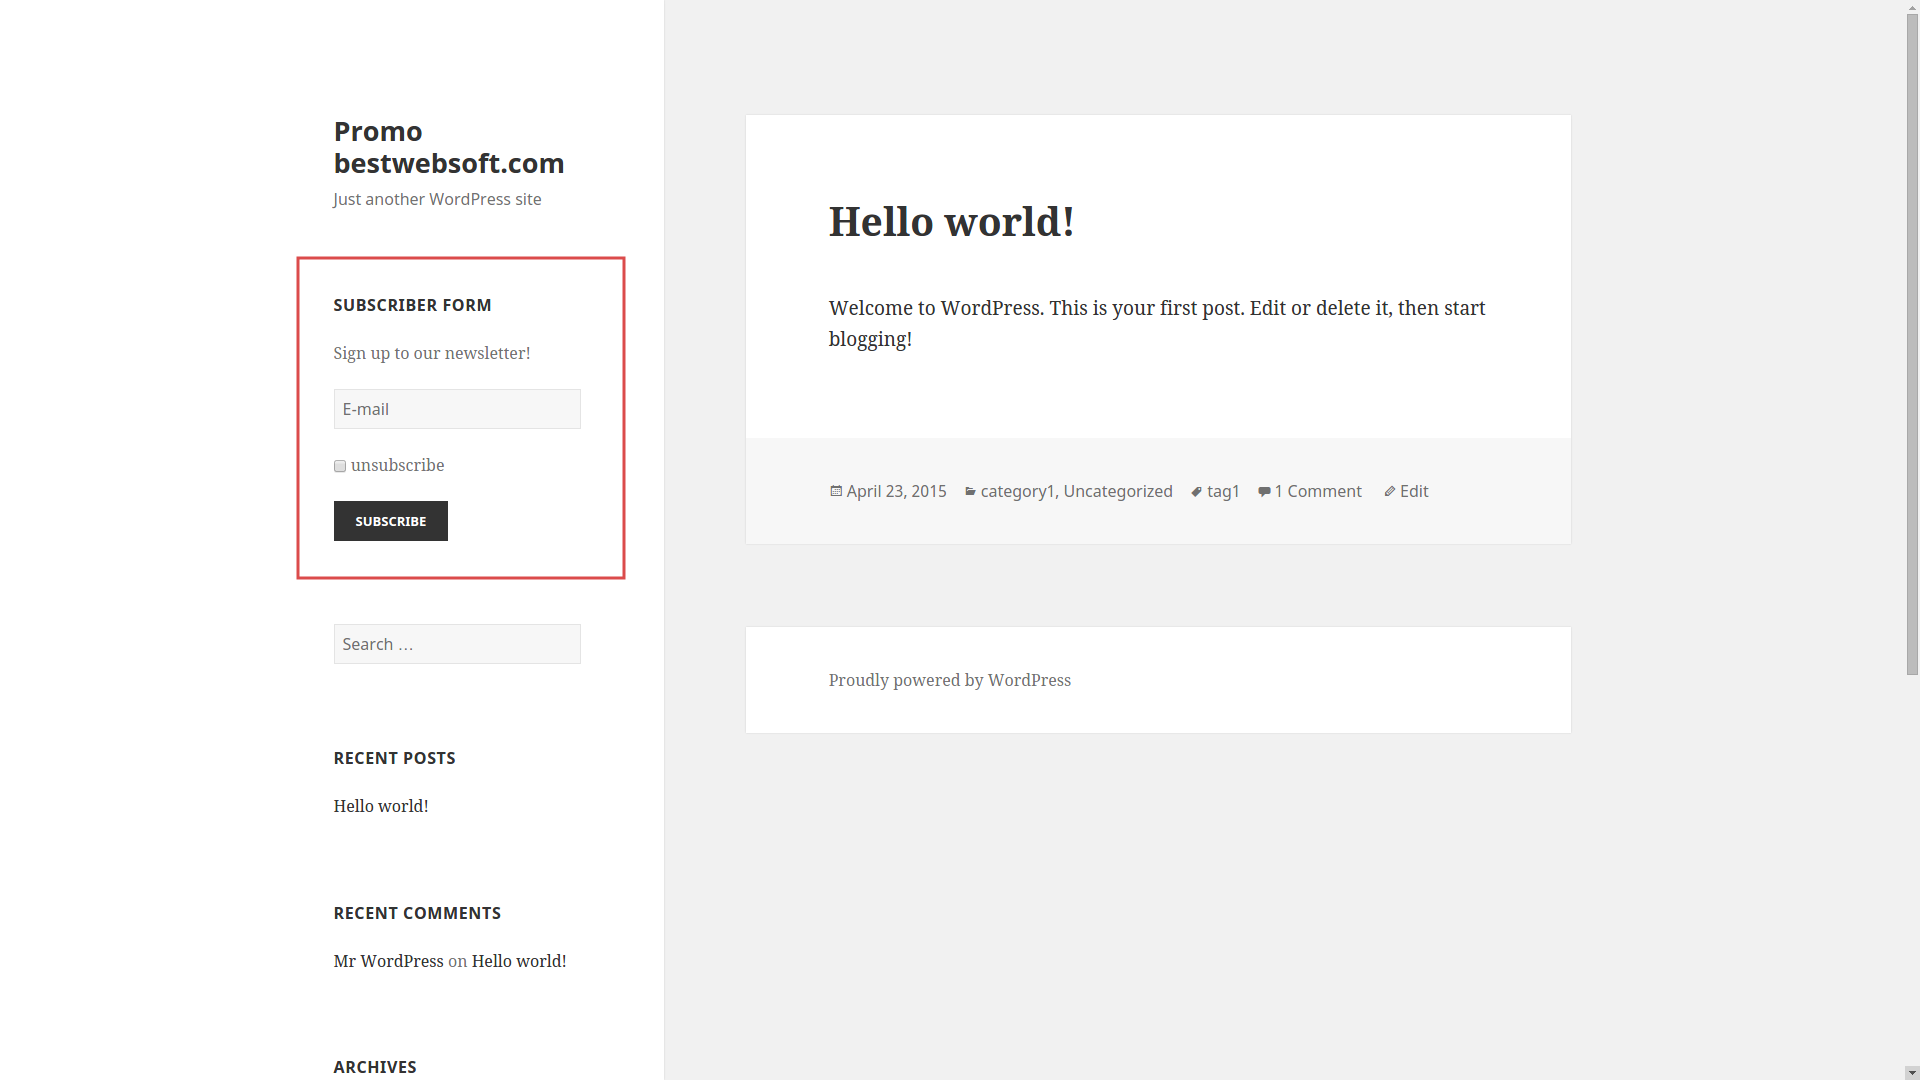 Promo
bestwebsoft.com
Just another WordPress site
SUBSCRIBER FORM
Sign up to our newsletter!
E-mail
unsubscribe
SUBSCRIBE
Search …
RECENT POSTS
Hello world!
RECENT COMMENTS
Mr WordPress on Hello world!
ARCHIVES
Hello world!
Welcome to WordPress. This is your first post. Edit or delete it, then start
blogging!
April 23, 2015 category1, Uncategorized tag1 1 Comment Edit
Proudly powered by WordPress